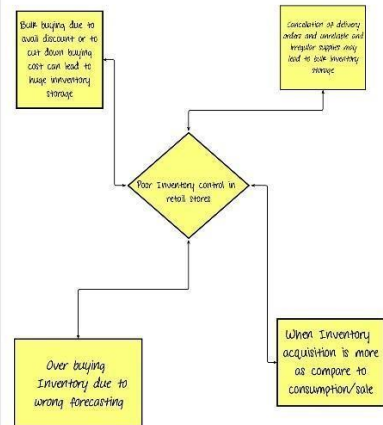 Bulk buying due to
avail discount or to
cut down buying
cost can lead to
huge innventory
storage
Cancelation of delivery
orders and unreliable and
irregular supplies may
lead to bulk inventory
storage
Poor Inventory control in
retail stores
Over buying
Inventory due to
wrong forecasting
When Inventory
acquisition is more
as compare to
consumption/sale